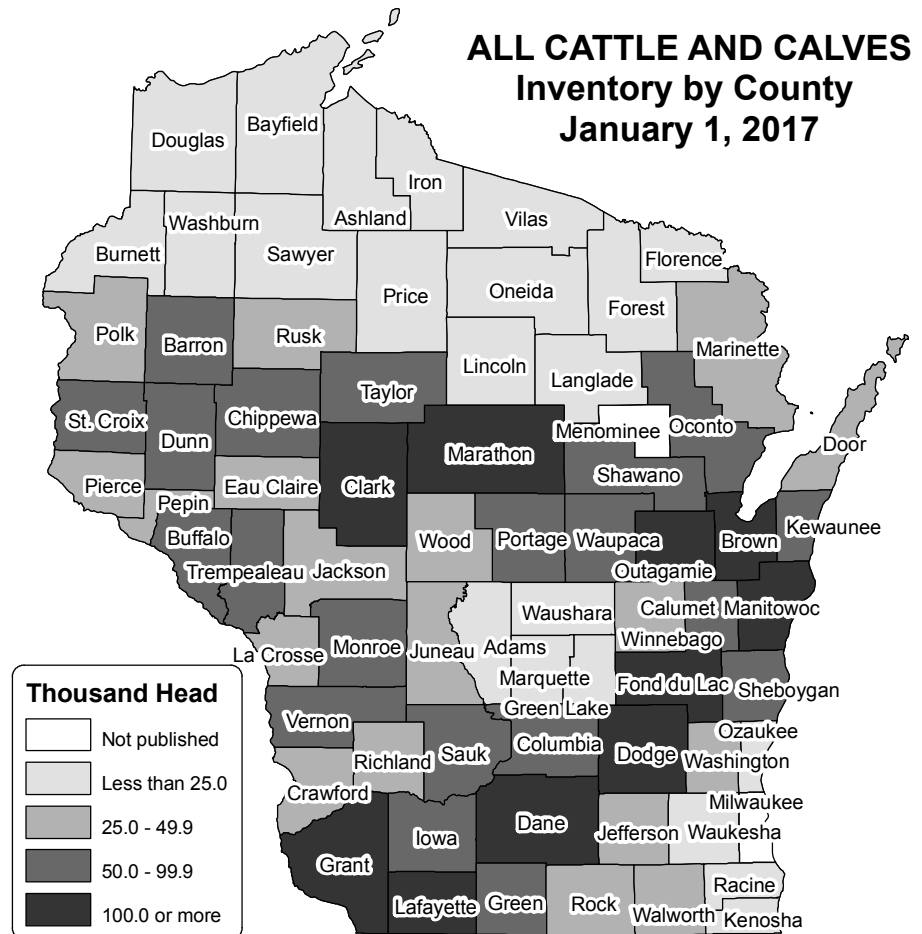 ALL CATTLE AND CALVES
Inventory by County
January 1, 2017
Douglas
Bayfield
Iron
Ashland
Vilas
Washburn
Burnett
Sawyer
Florence
Price
Oneida
Forest
Polk
Barron
Rusk
Marinette
Lincoln
Langlade
Taylor
St. Croix
Chippewa
Dunn
Menominee
Oconto
Door
Marathon
Shawano
Pierce
Eau Claire
Clark
Pepin
Buffalo
Wood
Portage
Waupaca
Brown
Kewaunee
Trempealeau
Jackson
Outagamie
Waushara
Calumet
Manitowoc
Winnebago
La Crosse
Monroe
Juneau
Adams
Marquette
Fond du Lac
Sheboygan
Green Lake
Vernon
Sauk
Columbia
Dodge
Ozaukee
Washington
Richland
Crawford
Milwaukee
Iowa
Dane
Jefferson
Waukesha
Grant
Lafayette
Green
Rock
Walworth
Racine
Kenosha
Thousand Head
Not published
Less than 25.0
25.0 - 49.9
50.0 - 99.9
100.0 or more